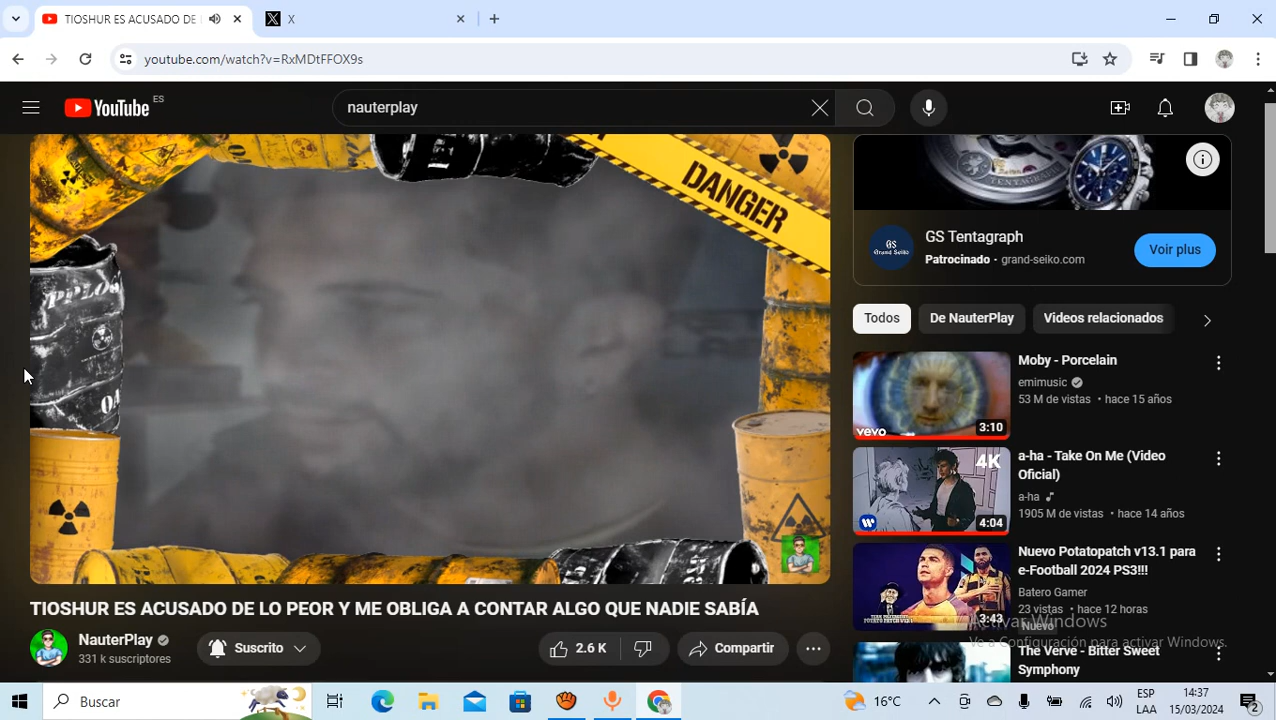 TIOSHUR ES ACUSADO DE
X
youtube.com/watch?v=RxMDtFFOX9s
YouTube ES
nauterplay
DANGER
TENTAGRAPH
GS
Grand Seiko
GS Tentagraph
Patrocinado · grand-seiko.com
Voir plus
Todos
De NauterPlay
Videos relacionados
Moby - Porcelain
emimusic
53 M de vistas • hace 15 años
vevo
3:10
a-ha - Take On Me (Video
Oficial)
a-ha
1905 M de vistas • hace 14 años
4K
4:04
Nuevo Potatopatch v13.1 para
e-Football 2024 PS3!!!
Batero Gamer
23 vistas • hace 12 horas
Nuevo
3:43
The Verve - Bitter Sweet
Symphony
TIOSHUR ES ACUSADO DE LO PEOR Y ME OBLIGA A CONTAR ALGO QUE NADIE SABÍA
NauterPlay
331 k suscriptores
Suscrito
2.6 K
Compartir
Activar Windows
Ve a Configuración para activar Windows.
Buscar
16°C
ESP
LAA
14:37
15/03/2024
2